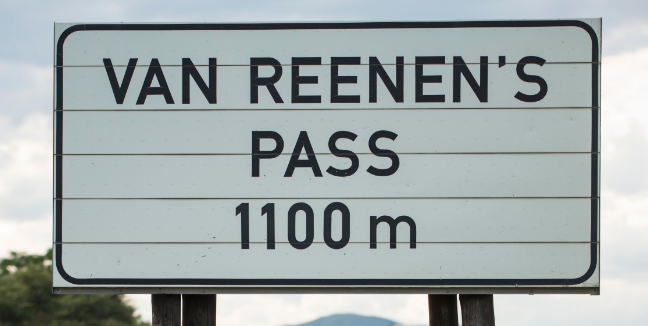 VAN REENEN'S
PASS
1100 m